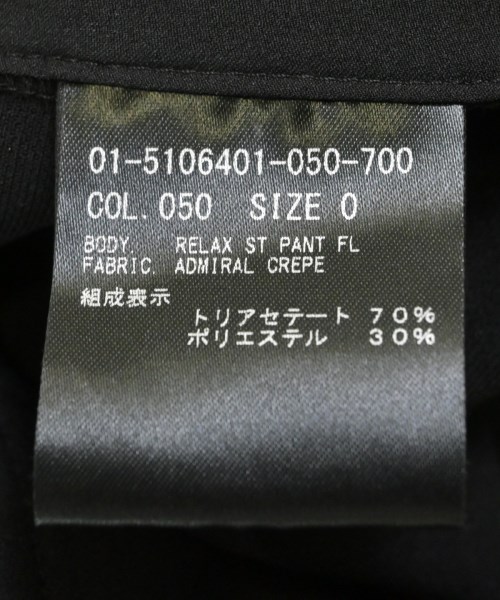 01-5106401-050-700
COL.050 SIZE 0
BODY. RELAX ST PANT FL
FABRIC. ADMIRAL CREPE
組成表示
トリアセテート 70%
ポリエステル 30%